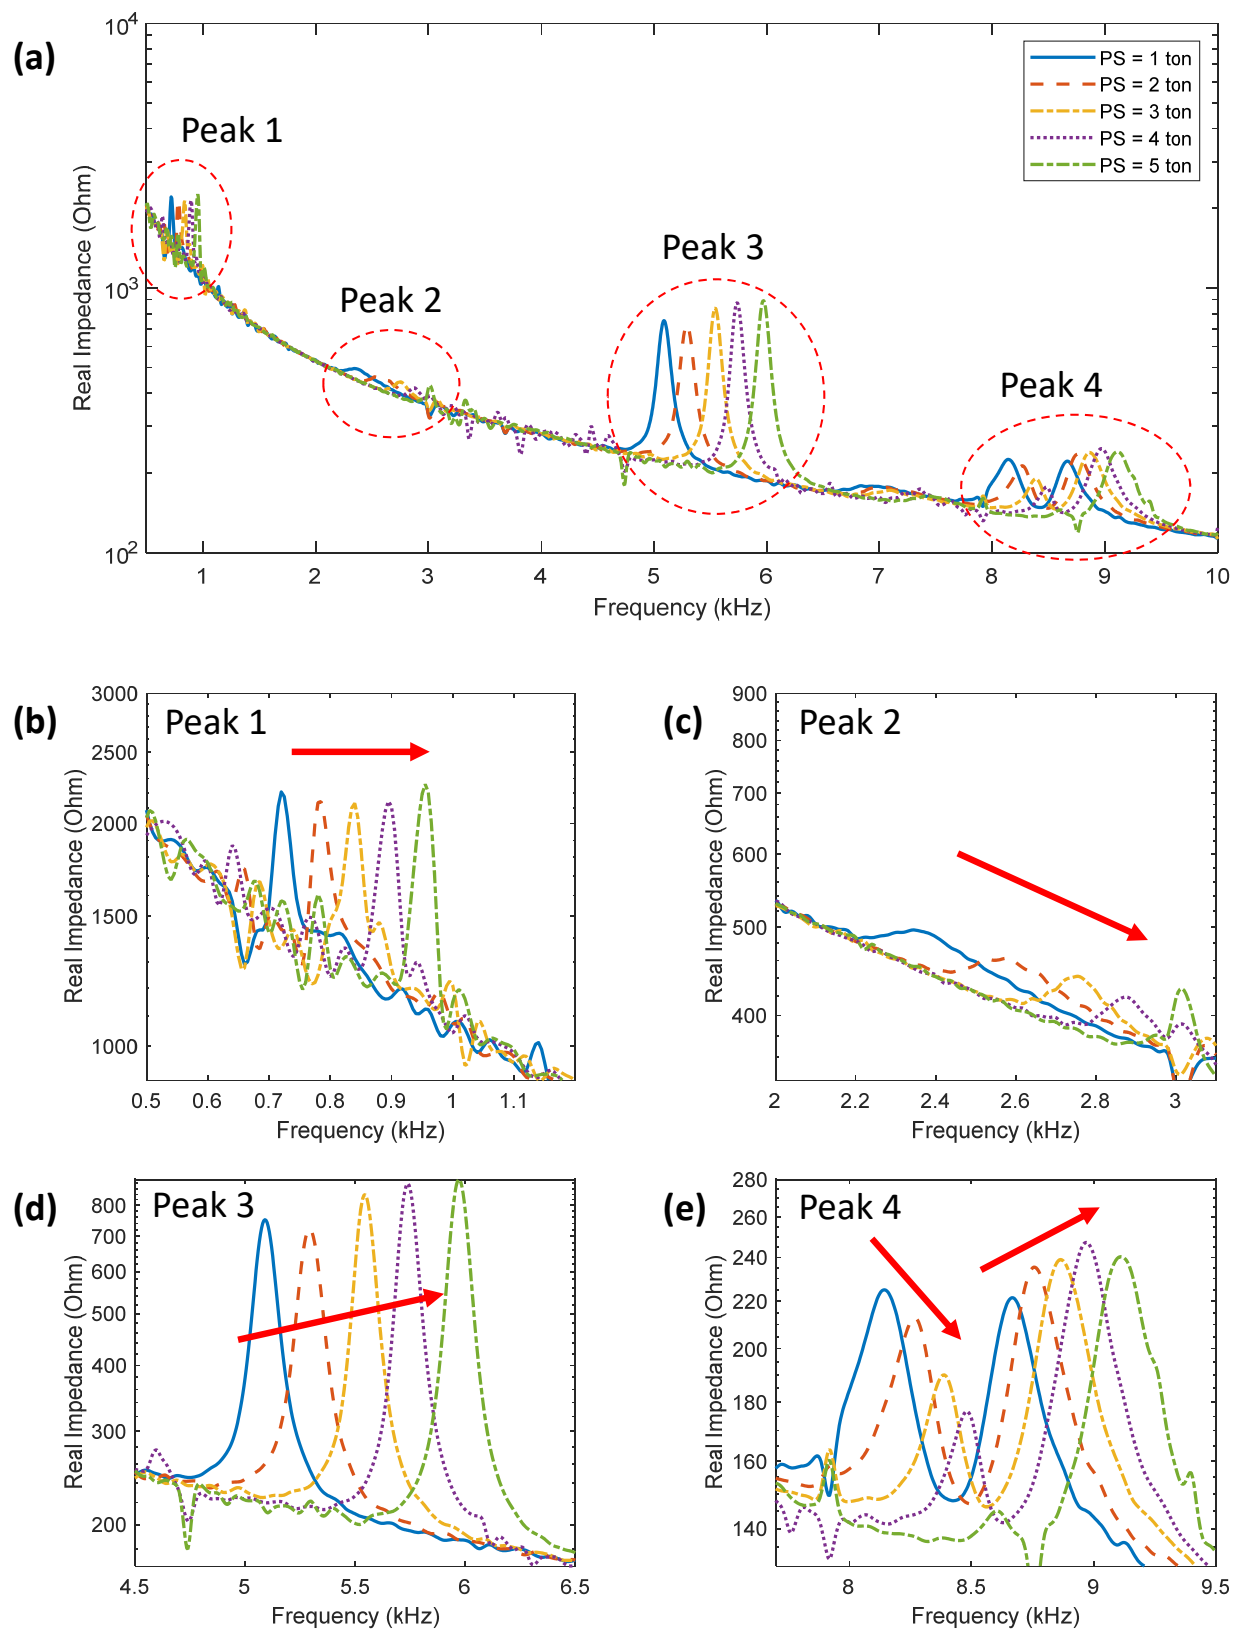 (a)
10^4
10^3
10^2
Real Impedance (Ohm)
Peak 1
Peak 2
Peak 3
Peak 4
PS = 1 ton
PS = 2 ton
PS = 3 ton
PS = 4 ton
PS = 5 ton
1 2 3 4 5 6 7 8 9 10
Frequency (kHz)
(b)
Peak 1
3000
2500
2000
1500
1000
Real Impedance (Ohm)
0.5 0.6 0.7 0.8 0.9 1 1.1
Frequency (kHz)
(c)
Peak 2
900
800
700
600
500
400
Real Impedance (Ohm)
2 2.2 2.4 2.6 2.8 3
Frequency (kHz)
(d)
Peak 3
800
700
600
500
400
300
200
Real Impedance (Ohm)
4.5 5 5.5 6 6.5
Frequency (kHz)
(e)
Peak 4
280
260
240
220
200
180
160
140
Real Impedance (Ohm)
8 8.5 9 9.5
Frequency (kHz)